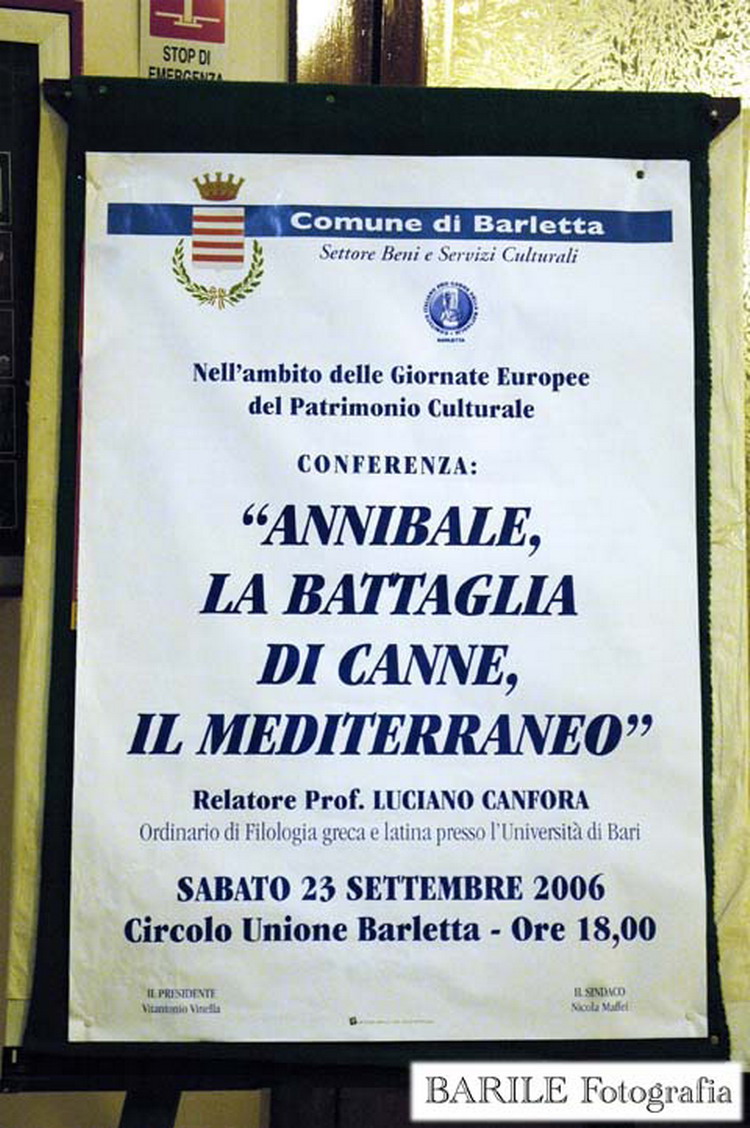 STOP DI
EMERGENZA
Comune di Barletta
Settore Beni e Servizi Culturali
BARLETTA
Nell'ambito delle Giornate Europee
del Patrimonio Culturale
CONFERENZA:
“ANNIBALE,
LA BATTAGLIA
DI CANNE,
IL MEDITERRANEO”
Relatore Prof. LUCIANO CANFORA
Ordinario di Filologia greca e latina presso l'Università di Bari
SABATO 23 SETTEMBRE 2006
Circolo Unione Barletta - Ore 18,00
IL PRESIDENTE
Vitantonio Vinella
IL SINDACO
Nicola Maffei
BARILE Fotografia